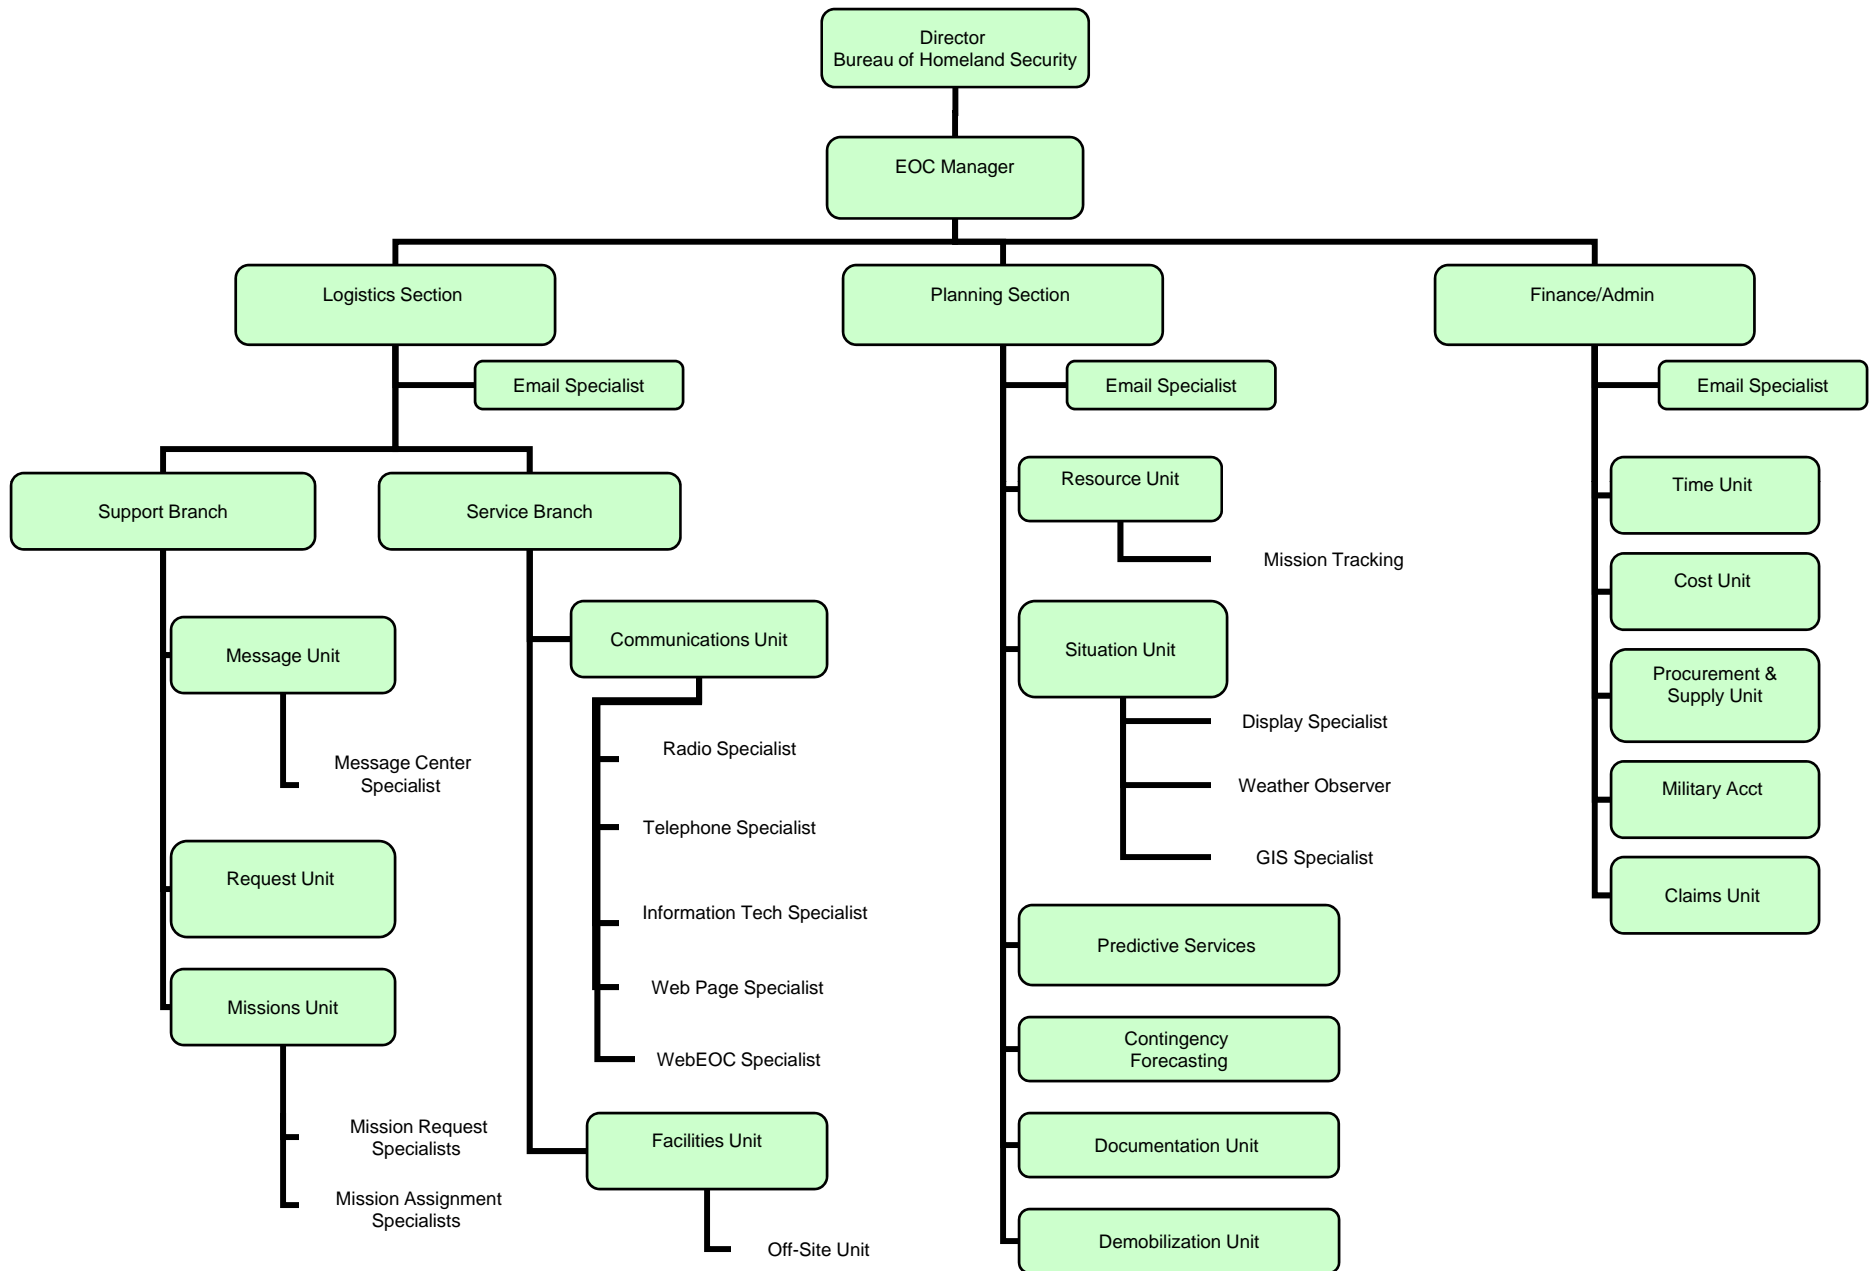 Director
Bureau of Homeland Security
EOC Manager
Logistics Section
Planning Section
Finance/Admin
Email Specialist
Email Specialist
Email Specialist
Support Branch
Service Branch
Message Unit
Message Center
Specialist
Request Unit
Missions Unit
Mission Request
Specialists
Mission Assignment
Specialists
Communications Unit
Radio Specialist
Telephone Specialist
Information Tech Specialist
Web Page Specialist
WebEOC Specialist
Facilities Unit
Off-Site Unit
Resource Unit
Mission Tracking
Situation Unit
Display Specialist
Weather Observer
GIS Specialist
Predictive Services
Contingency
Forecasting
Documentation Unit
Demobilization Unit
Time Unit
Cost Unit
Procurement &
Supply Unit
Military Acct
Claims Unit